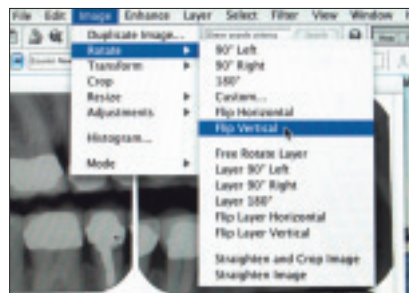 File Edit Image Enhance Layer Select Filter View Window
Duplicate Image...
Rotate
Transform
Crop
Resize
Adjustments
Histogram...
Mode
90° Left
90° Right
180°
Custom...
Flip Horizontal
Flip Vertical
Free Rotate Layer
Layer 90° Left
Layer 90° Right
Layer 180°
Flip Layer Horizontal
Flip Layer Vertical
Straighten and Crop Image
Straighten Image